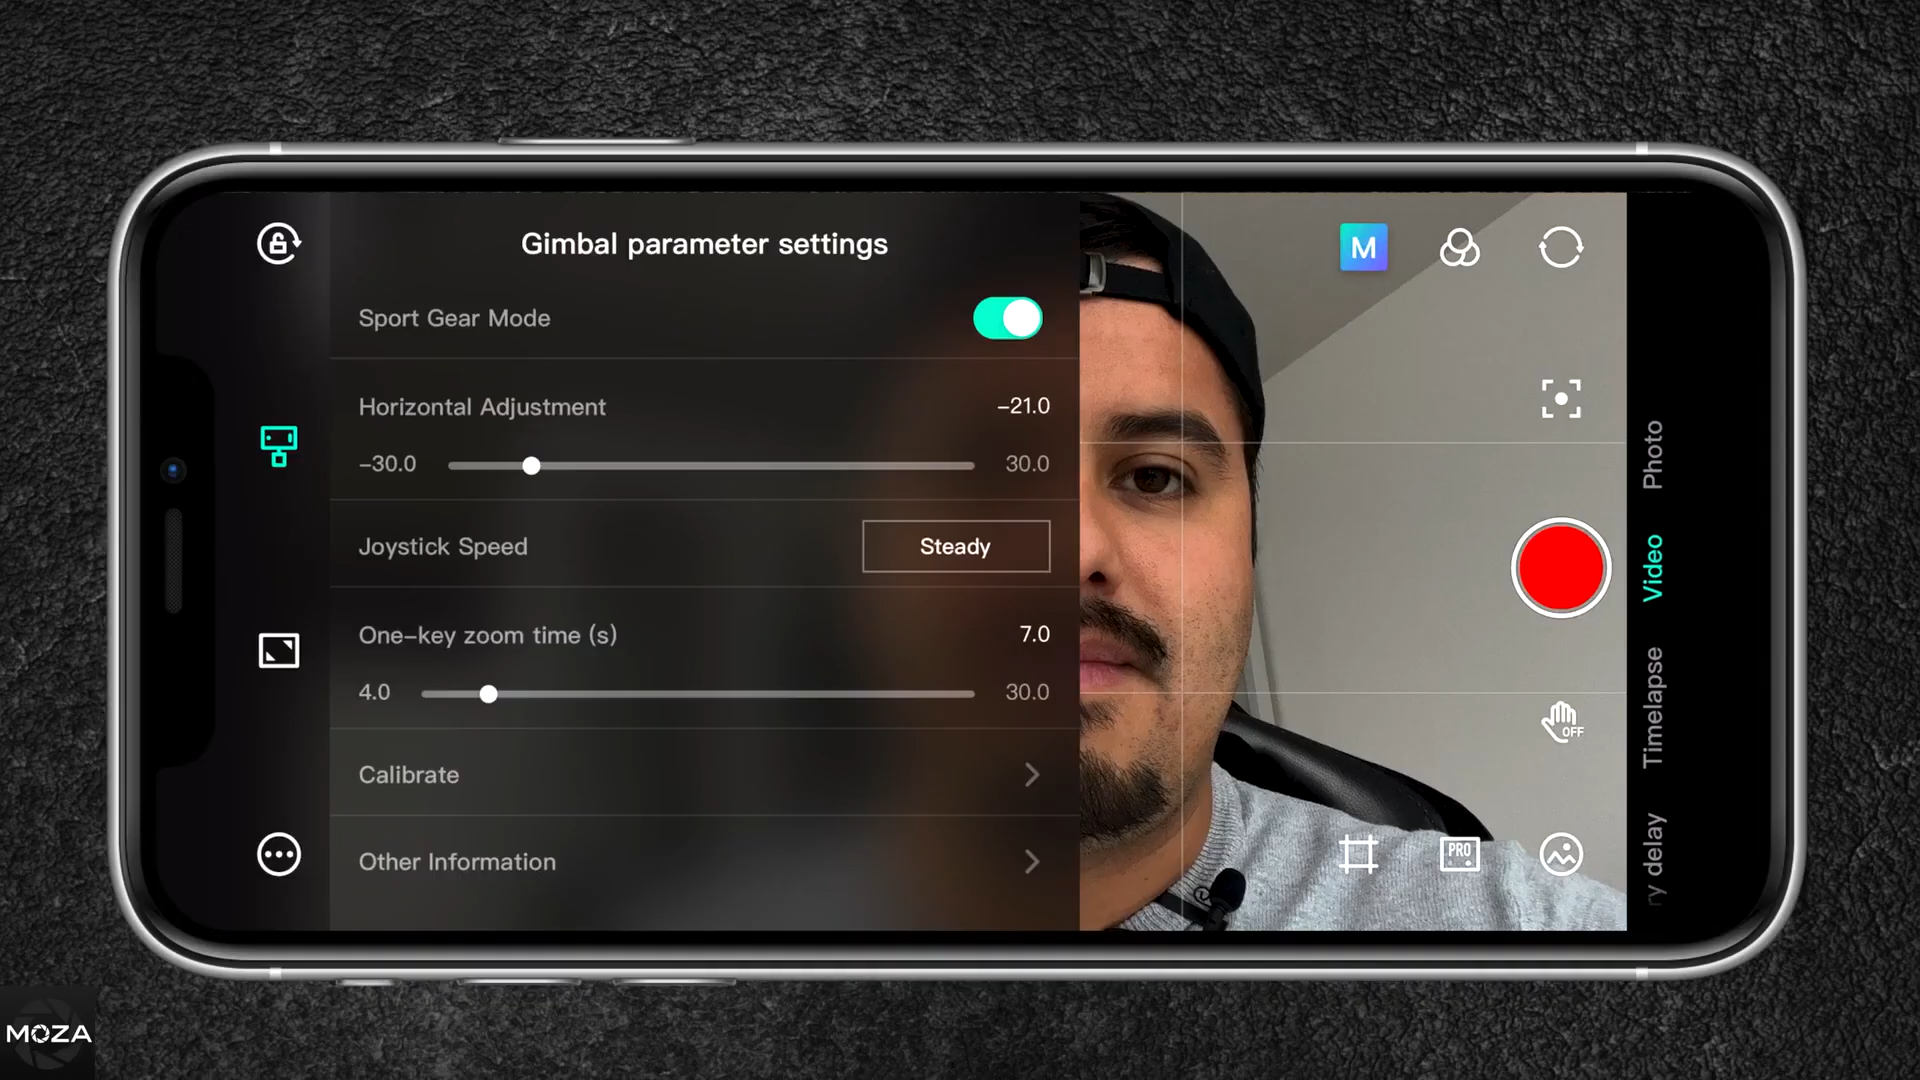 Gimbal parameter settings
Sport Gear Mode
Horizontal Adjustment
-21.0
-30.0
30.0
Joystick Speed
Steady
One-key zoom time (s)
7.0
4.0
30.0
Calibrate
Other Information
M
OFF
PRO
Photo
Video
Timelapse
ry delay
MOZA